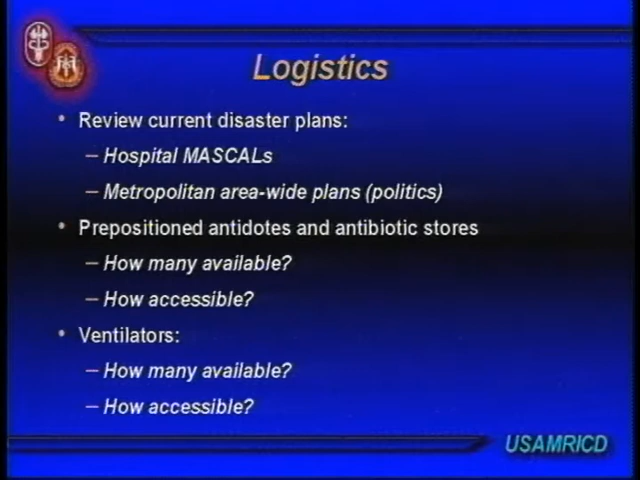 Logistics
• Review current disaster plans:
– Hospital MASCALs
– Metropolitan area-wide plans (politics)
• Prepositioned antidotes and antibiotic stores
– How many available?
– How accessible?
• Ventilators:
– How many available?
– How accessible?
USAMRICD